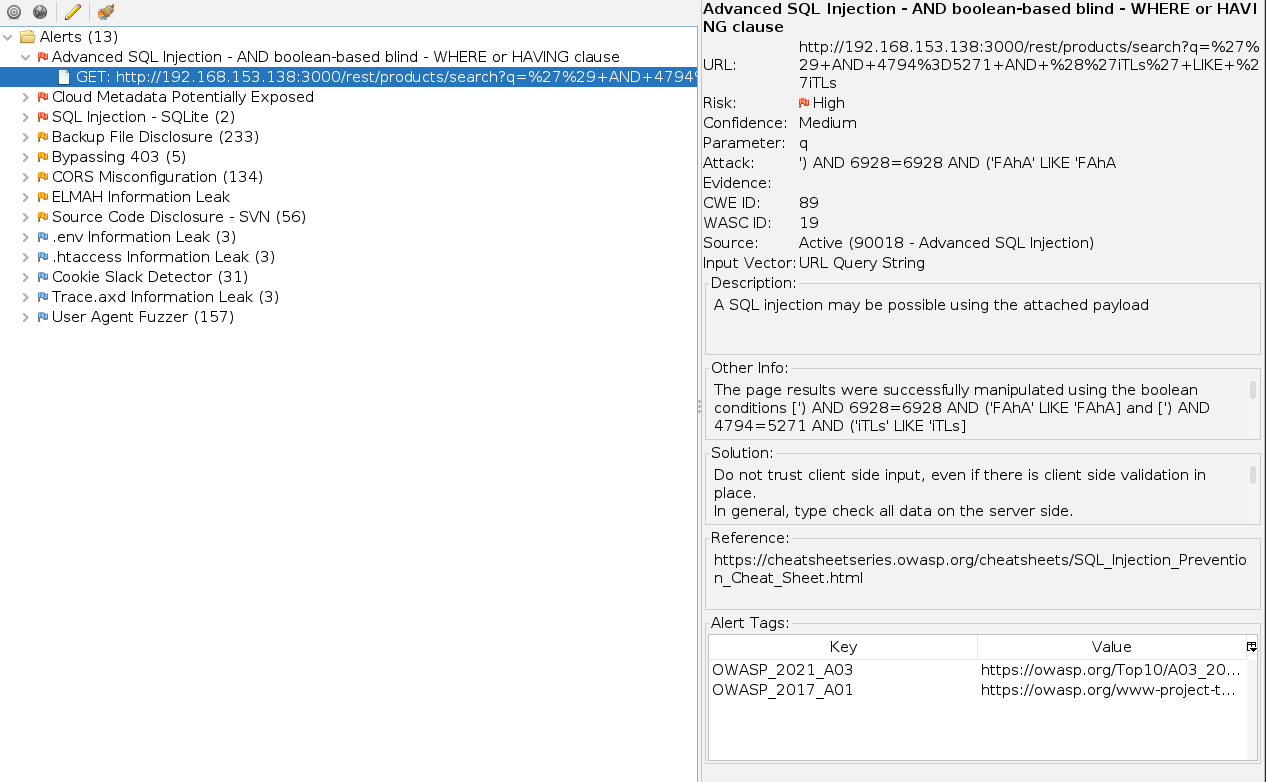 Alerts (13)
Advanced SQL Injection - AND boolean-based blind - WHERE or HAVING clause
GET: http://192.168.153.138:3000/rest/products/search?q=%27%29+AND+4794%
Cloud Metadata Potentially Exposed
SQL Injection - SQLite (2)
Backup File Disclosure (233)
Bypassing 403 (5)
CORS Misconfiguration (134)
ELMAH Information Leak
Source Code Disclosure - SVN (56)
.env Information Leak (3)
.htaccess Information Leak (3)
Cookie Slack Detector (31)
Trace.axd Information Leak (3)
User Agent Fuzzer (157)
Advanced SQL Injection - AND boolean-based blind - WHERE or HAVI
NG clause
URL:
http://192.168.153.138:3000/rest/products/search?q=%27%
29+AND+4794%3D5271+AND+%28%27iTLs%27+LIKE+%2
7iTLs
Risk: High
Confidence: Medium
Parameter: q
Attack: ') AND 6928=6928 AND ('FAhA' LIKE 'FAhA
Evidence:
CWE ID: 89
WASC ID: 19
Source: Active (90018 - Advanced SQL Injection)
Input Vector: URL Query String
Description:
A SQL injection may be possible using the attached payload
Other Info:
The page results were successfully manipulated using the boolean
conditions [') AND 6928=6928 AND ('FAhA' LIKE 'FAhA] and [') AND
4794=5271 AND ('iTLs' LIKE 'iTLs]
Solution:
Do not trust client side input, even if there is client side validation in
place.
In general, type check all data on the server side.
Reference:
https://cheatsheetseries.owasp.org/cheatsheets/SQL_Injection_Preventio
n_Cheat_Sheet.html
Alert Tags:
Key Value
OWASP_2021_A03 https://owasp.org/Top10/A03_20...
OWASP_2017_A01 https://owasp.org/www-project-t...